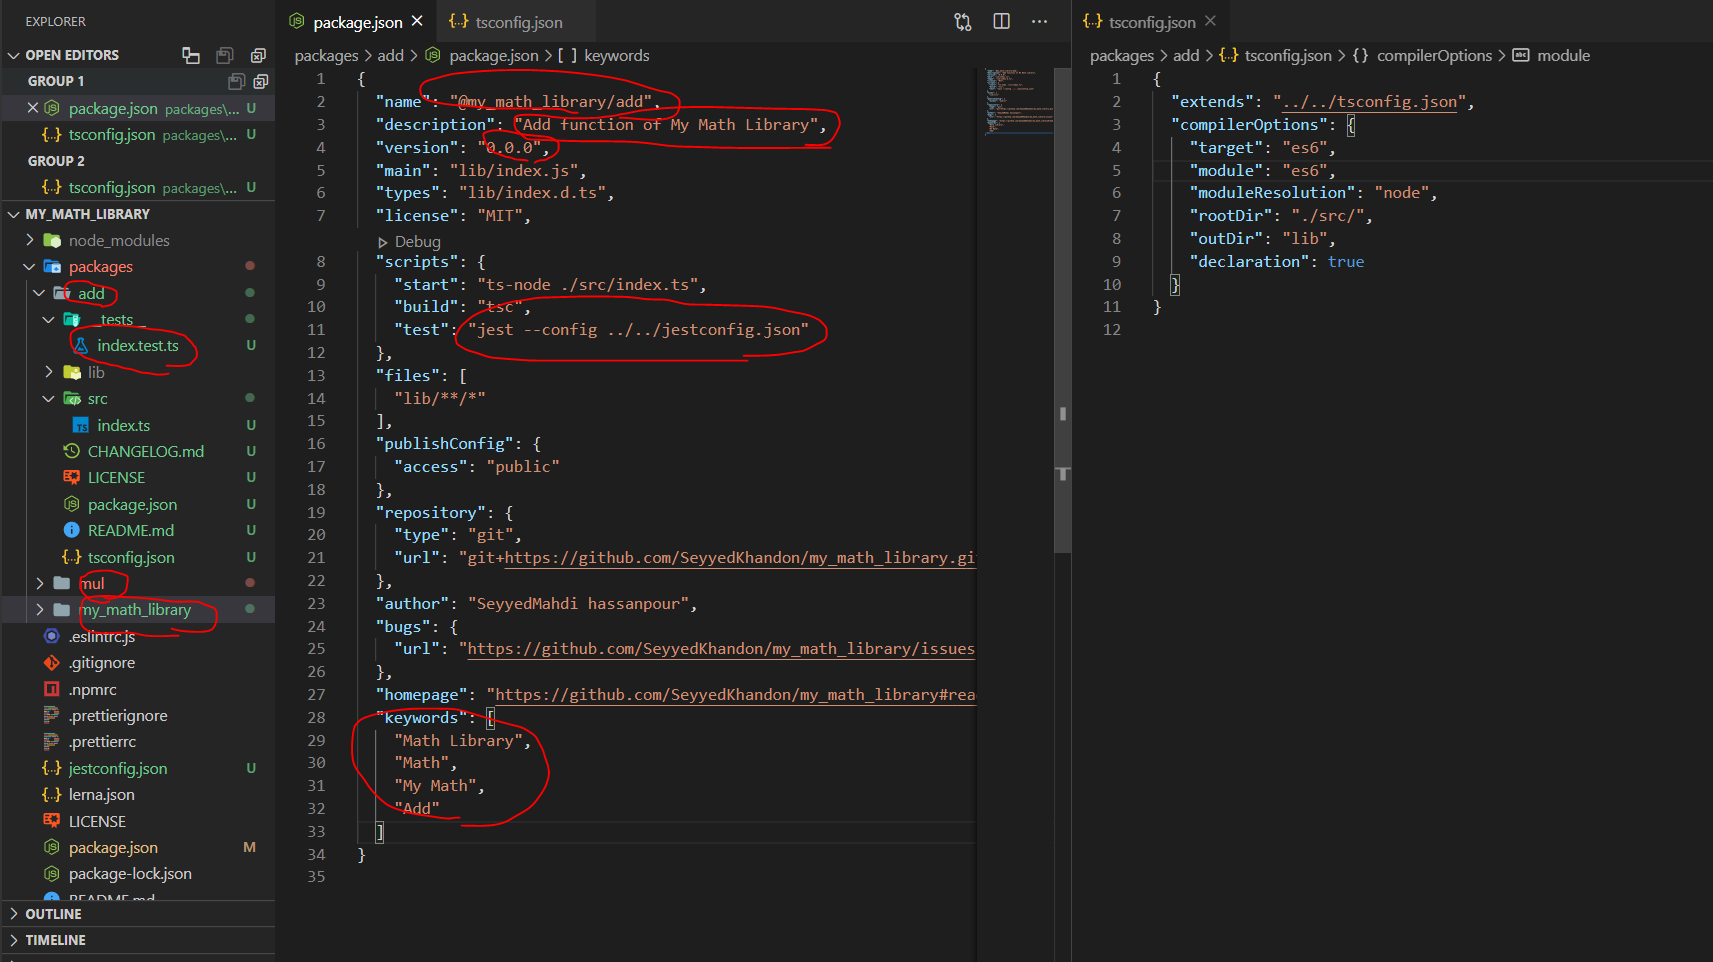 EXPLORER
OPEN EDITORS
GROUP 1
package.json packages\... U
tsconfig.json packages\... U
GROUP 2
tsconfig.json packages\... U
MY_MATH_LIBRARY
node_modules
packages
add
__tests__
index.test.ts U
lib
src
index.ts U
CHANGELOG.md U
LICENSE U
package.json U
README.md U
tsconfig.json U
mul
my_math_library
.eslintrc.js
.gitignore
.npmrc
.prettierignore
.prettierrc
jestconfig.json U
lerna.json
LICENSE
package.json M
package-lock.json
README.md
OUTLINE
TIMELINE
package.json
tsconfig.json
packages > add > package.json > [ ] keywords
1 {
2 "name": "@my_math_library/add",
3 "description": "Add function of My Math Library",
4 "version": "0.0.0",
5 "main": "lib/index.js",
6 "types": "lib/index.d.ts",
7 "license": "MIT",
Debug
8 "scripts": {
9 "start": "ts-node ./src/index.ts",
10 "build": "tsc",
11 "test": "jest --config ../../jestconfig.json"
12 },
13 "files": [
14 "lib/**/*"
15 ],
16 "publishConfig": {
17 "access": "public"
18 },
19 "repository": {
20 "type": "git",
21 "url": "git+https://github.com/SeyyedKhandon/my_math_library.gi
22 },
23 "author": "SeyyedMahdi hassanpour",
24 "bugs": {
25 "url": "https://github.com/SeyyedKhandon/my_math_library/issues
26 },
27 "homepage": "https://github.com/SeyyedKhandon/my_math_library#rea
28 "keywords": [
29 "Math Library",
30 "Math",
31 "My Math",
32 "Add"
33 ]
34 }
35
tsconfig.json
packages > add > tsconfig.json > {} compilerOptions > module
1 {
2 "extends": "../../tsconfig.json",
3 "compilerOptions": {
4 "target": "es6",
5 "module": "es6",
6 "moduleResolution": "node",
7 "rootDir": "./src/",
8 "outDir": "lib",
9 "declaration": true
10 }
11 }
12